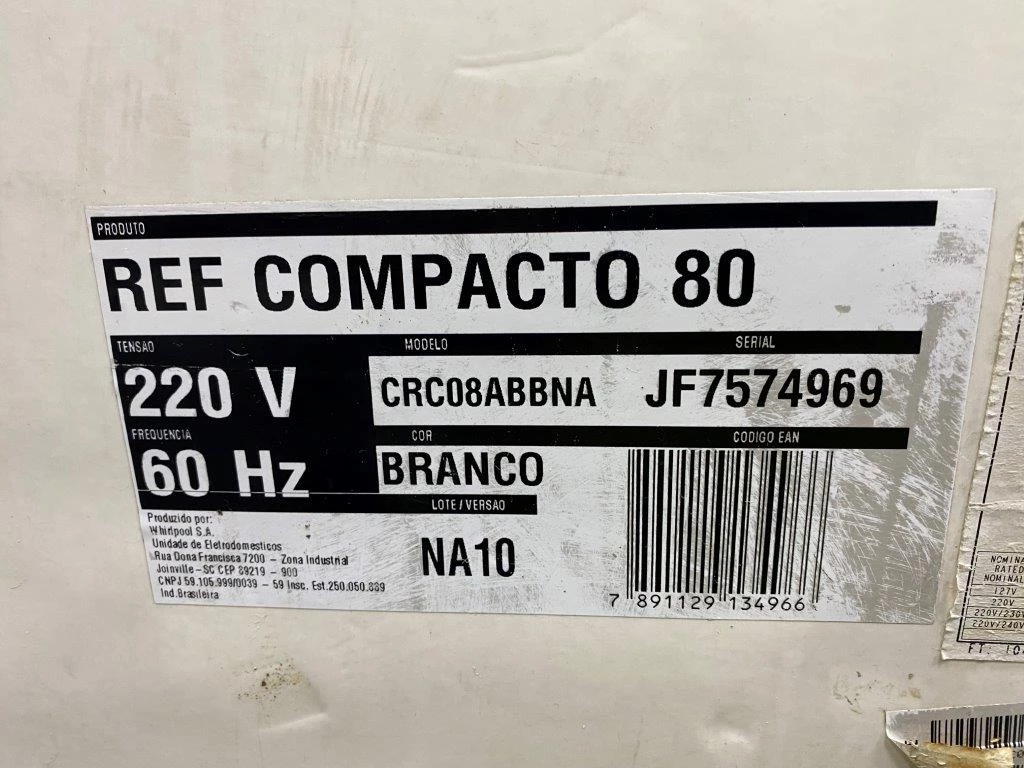 PRODUTO
REF COMPACTO 80
TENSAO MODELO SERIAL
220 V CRC08ABBNA JF7574969
FREQUENCIA COR CODIGO EAN
60 Hz BRANCO
LOTE/VERSAO
NA10
Produzido por:
Whirlpool S.A.
Unidade de Eletrodomesticos
Rua Dona Francisca 7200 - Zona Industrial
Joinville - SC CEP 89219 - 900
CNPJ 59.105.999/0039 - 59 Insc. Est.250.050.889
Ind.Brasileira
7 891129 134966
RATED
127V
220V